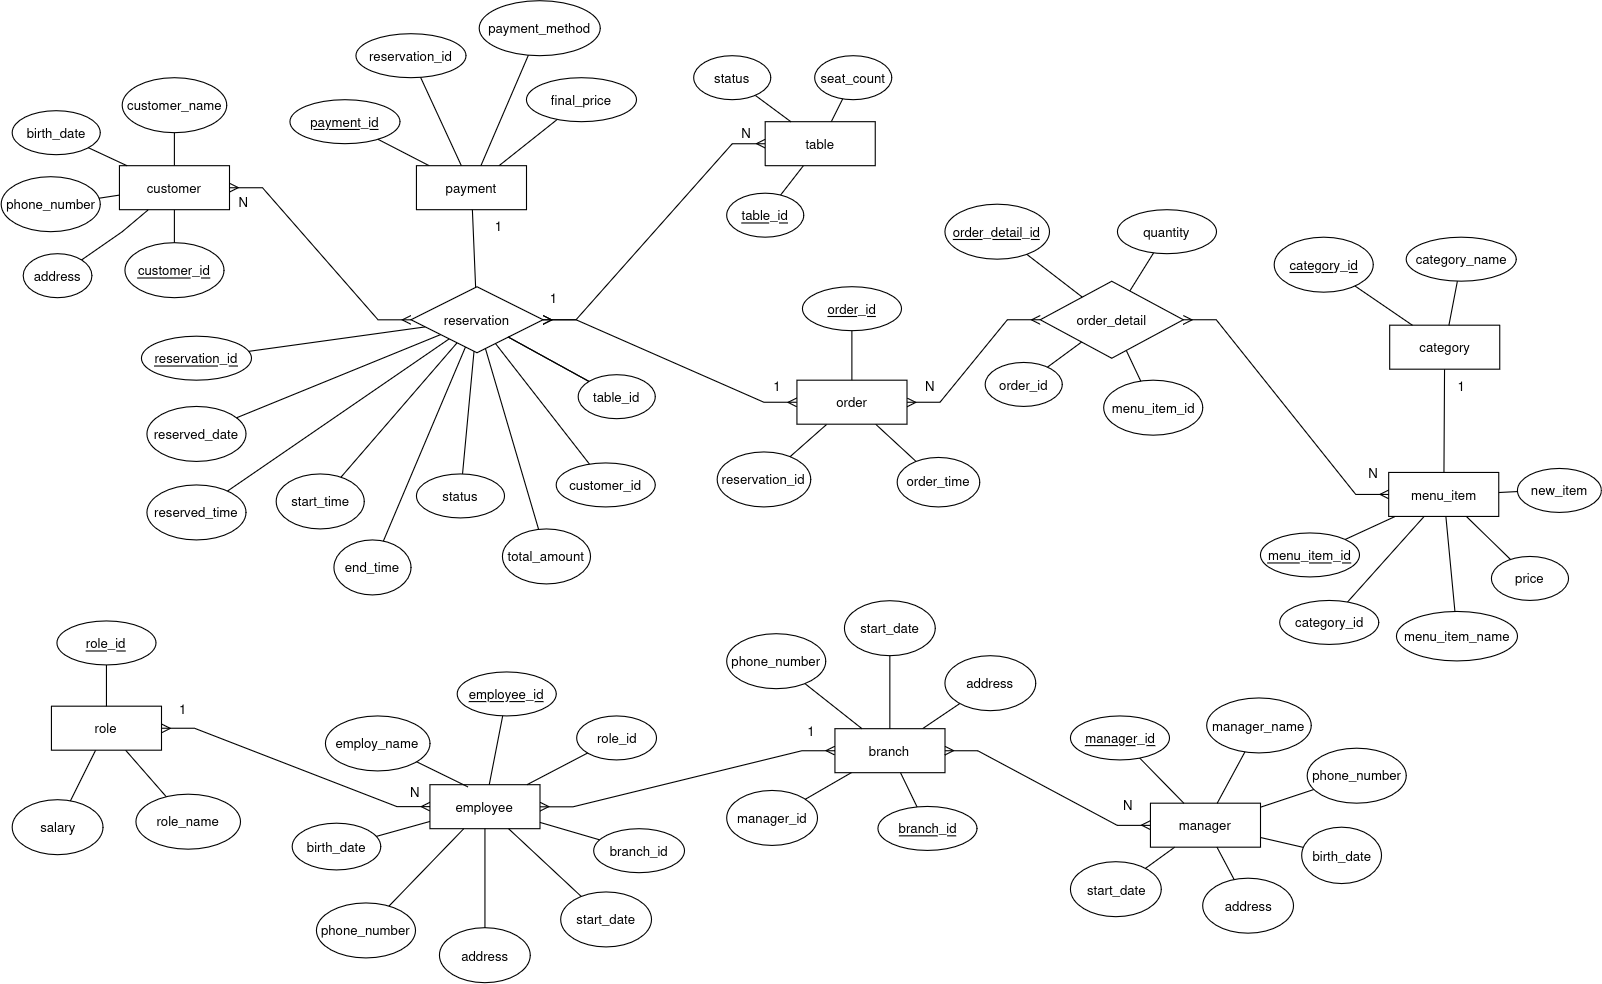 payment_method
reservation_id
status
seat_count
customer_name
final_price
payment_id
birth_date
N
table
customer
payment
phone_number
N
table_id
1
order_detail_id
quantity
address
customer_id
category_id
category_name
1
order_id
reservation
order_detail
category
reservation_id
order_id
1
N
1
table_id
order
menu_item_id
reserved_date
N
reservation_id
order_time
customer_id
status
start_time
menu_item
new_item
reserved_time
total_amount
end_time
menu_item_id
price
category_id
menu_item_name
role_id
start_date
phone_number
address
employee_id
1
role
employ_name
role_id
1
branch
manager_id
manager_name
phone_number
N
employee
N
manager
salary
role_name
manager_id
branch_id
birth_date
branch_id
birth_date
start_date
address
phone_number
start_date
address